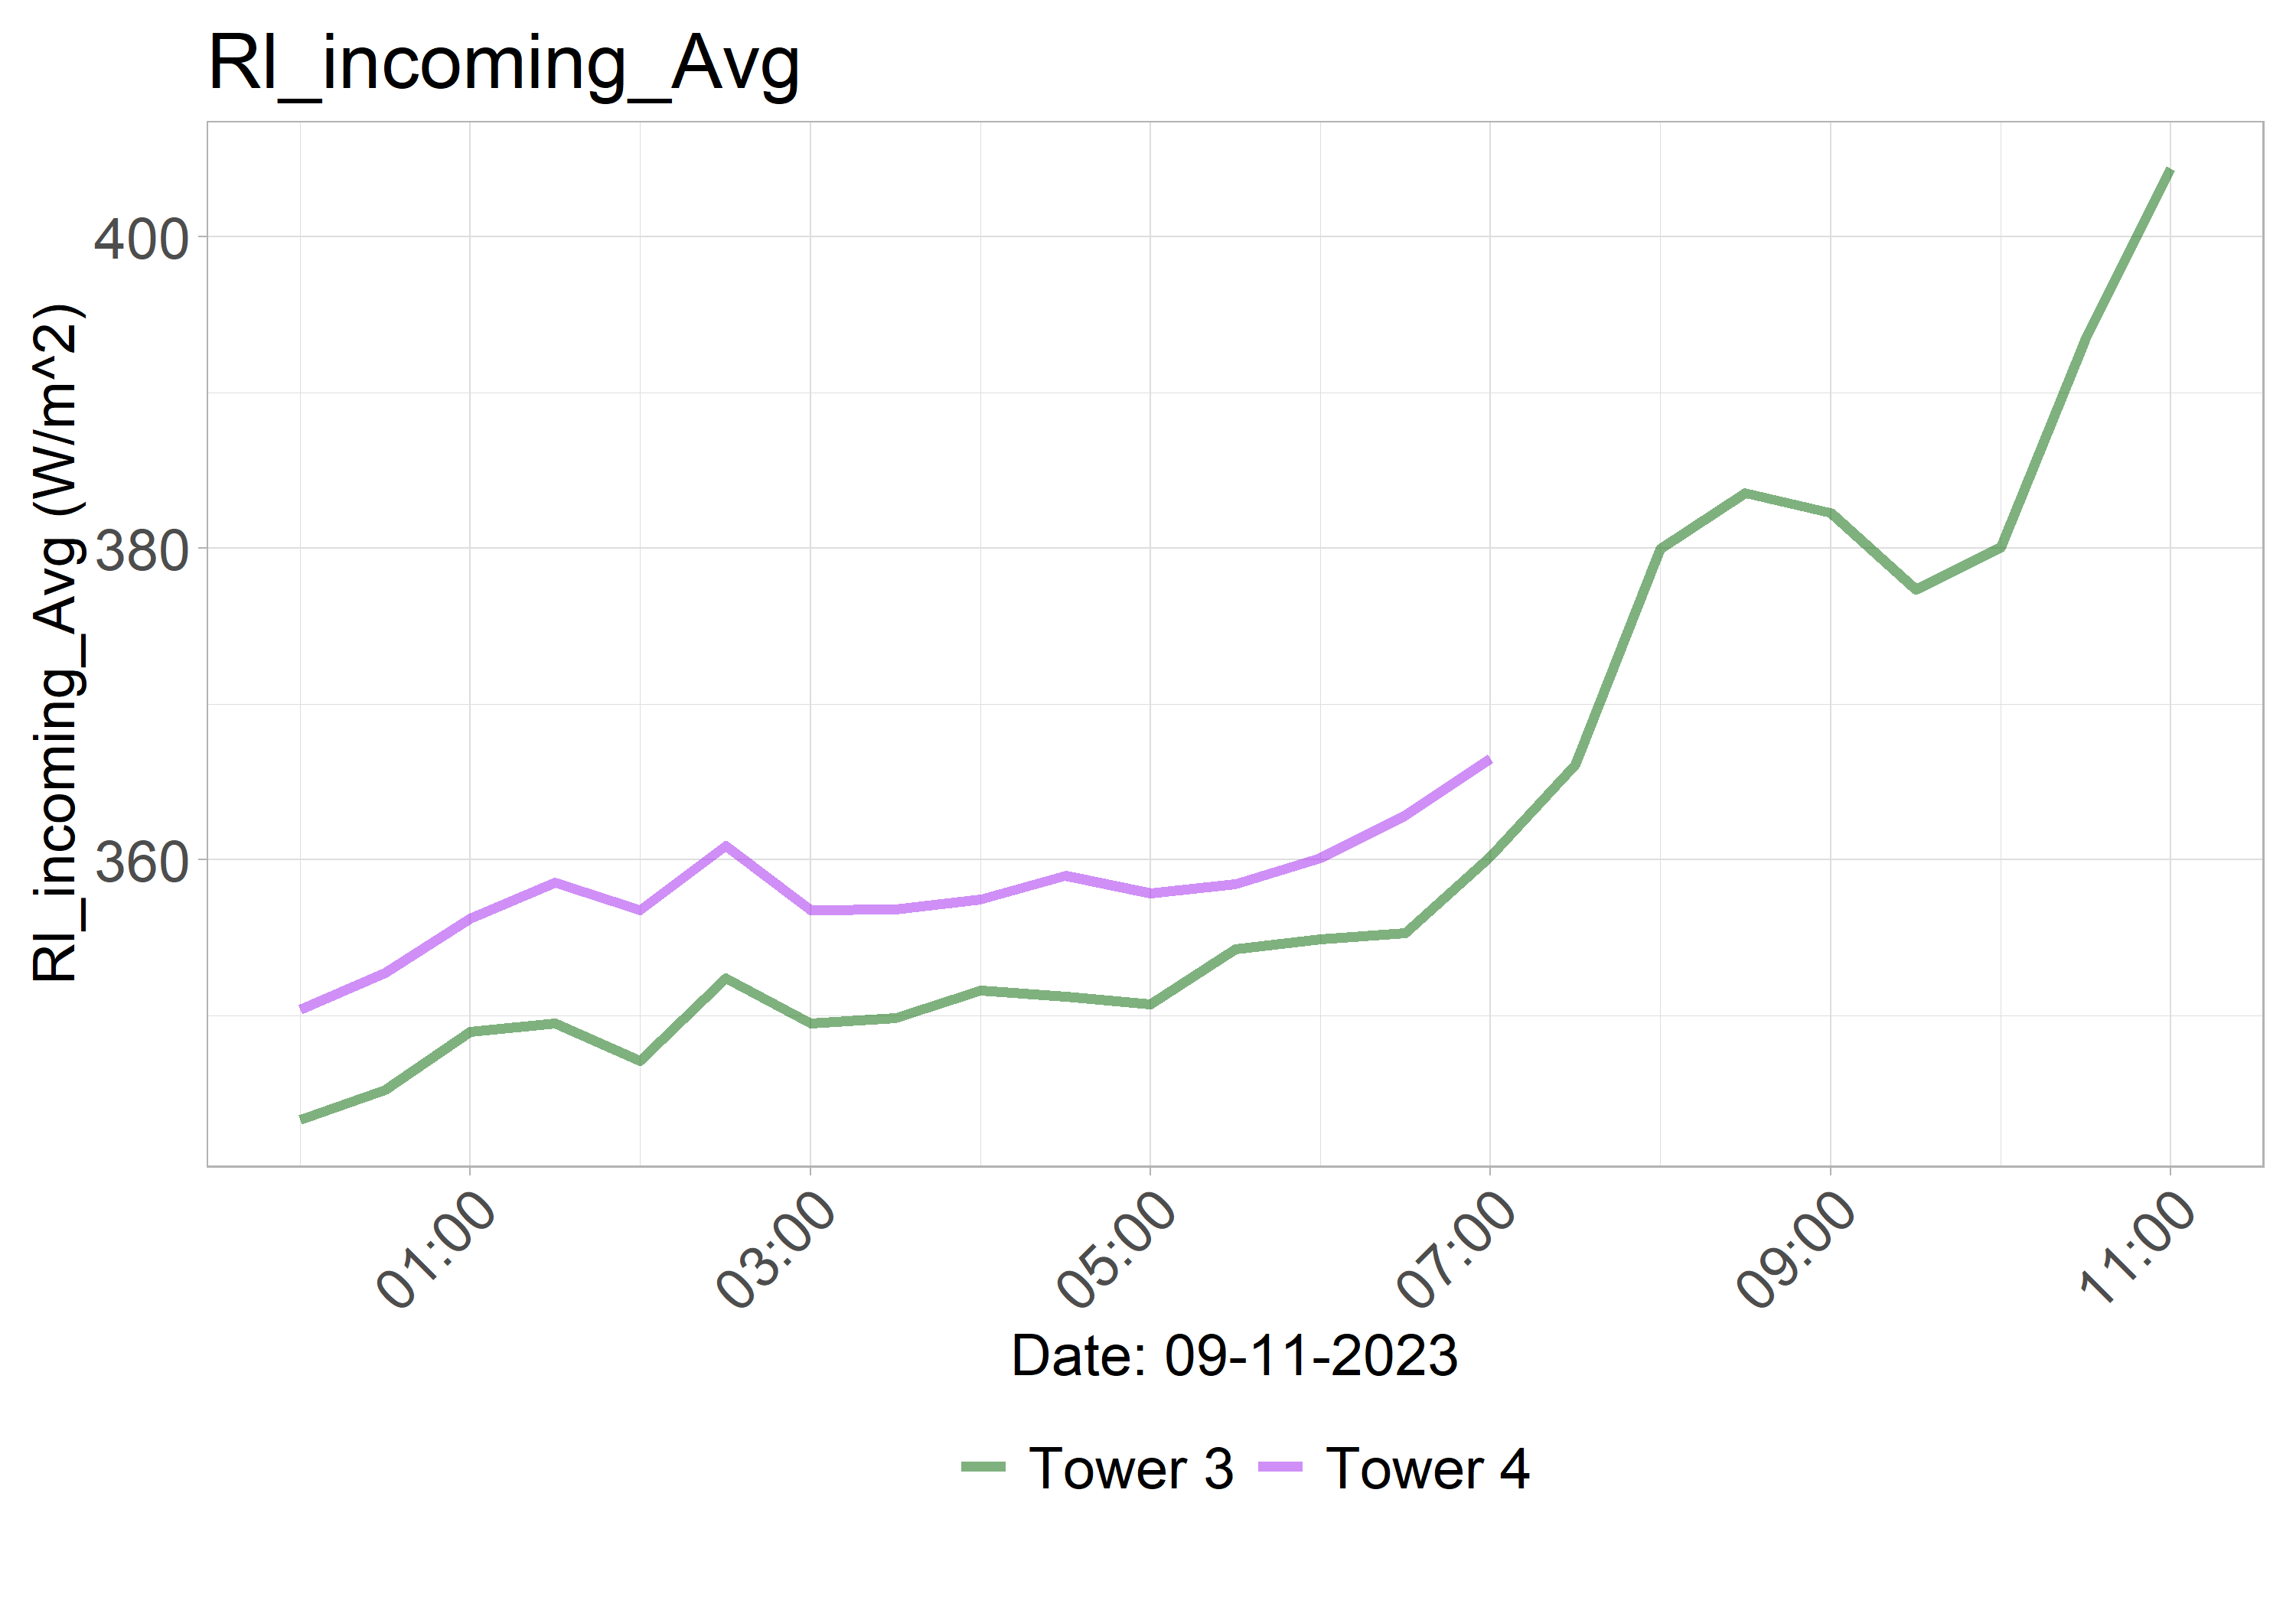 Rl_incoming_Avg
Rl_incoming_Avg (W/m^2)
400
380
360
01:00 03:00 05:00 07:00 09:00 11:00
Date: 09-11-2023
Tower 3 Tower 4